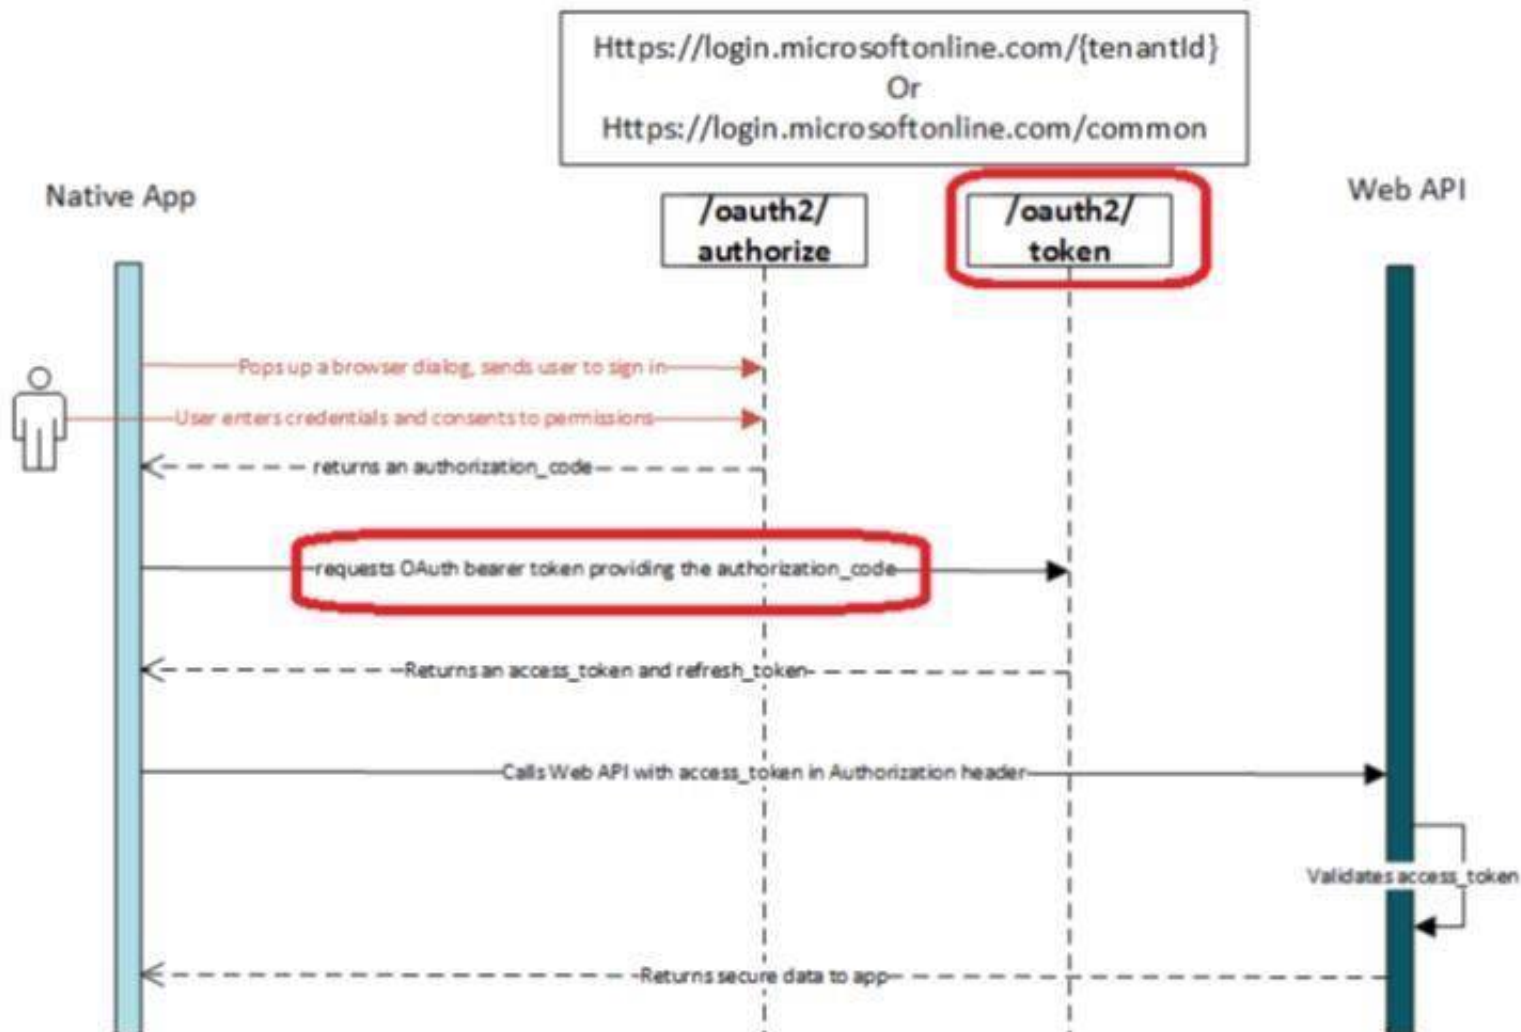 Https://login.microsoftonline.com/{tenantId}
Or
Https://login.microsoftonline.com/common
Native App
/oauth2/
authorize
/oauth2/
token
Web API
Pops up a browser dialog, sends user to sign in
User enters credentials and consents to permissions
returns an authorization_code
requests OAuth bearer token providing the authorization_code
Returns an access_token and refresh_token
Calls Web API with access_token in Authorization header
Validates access_token
Returns secure data to app